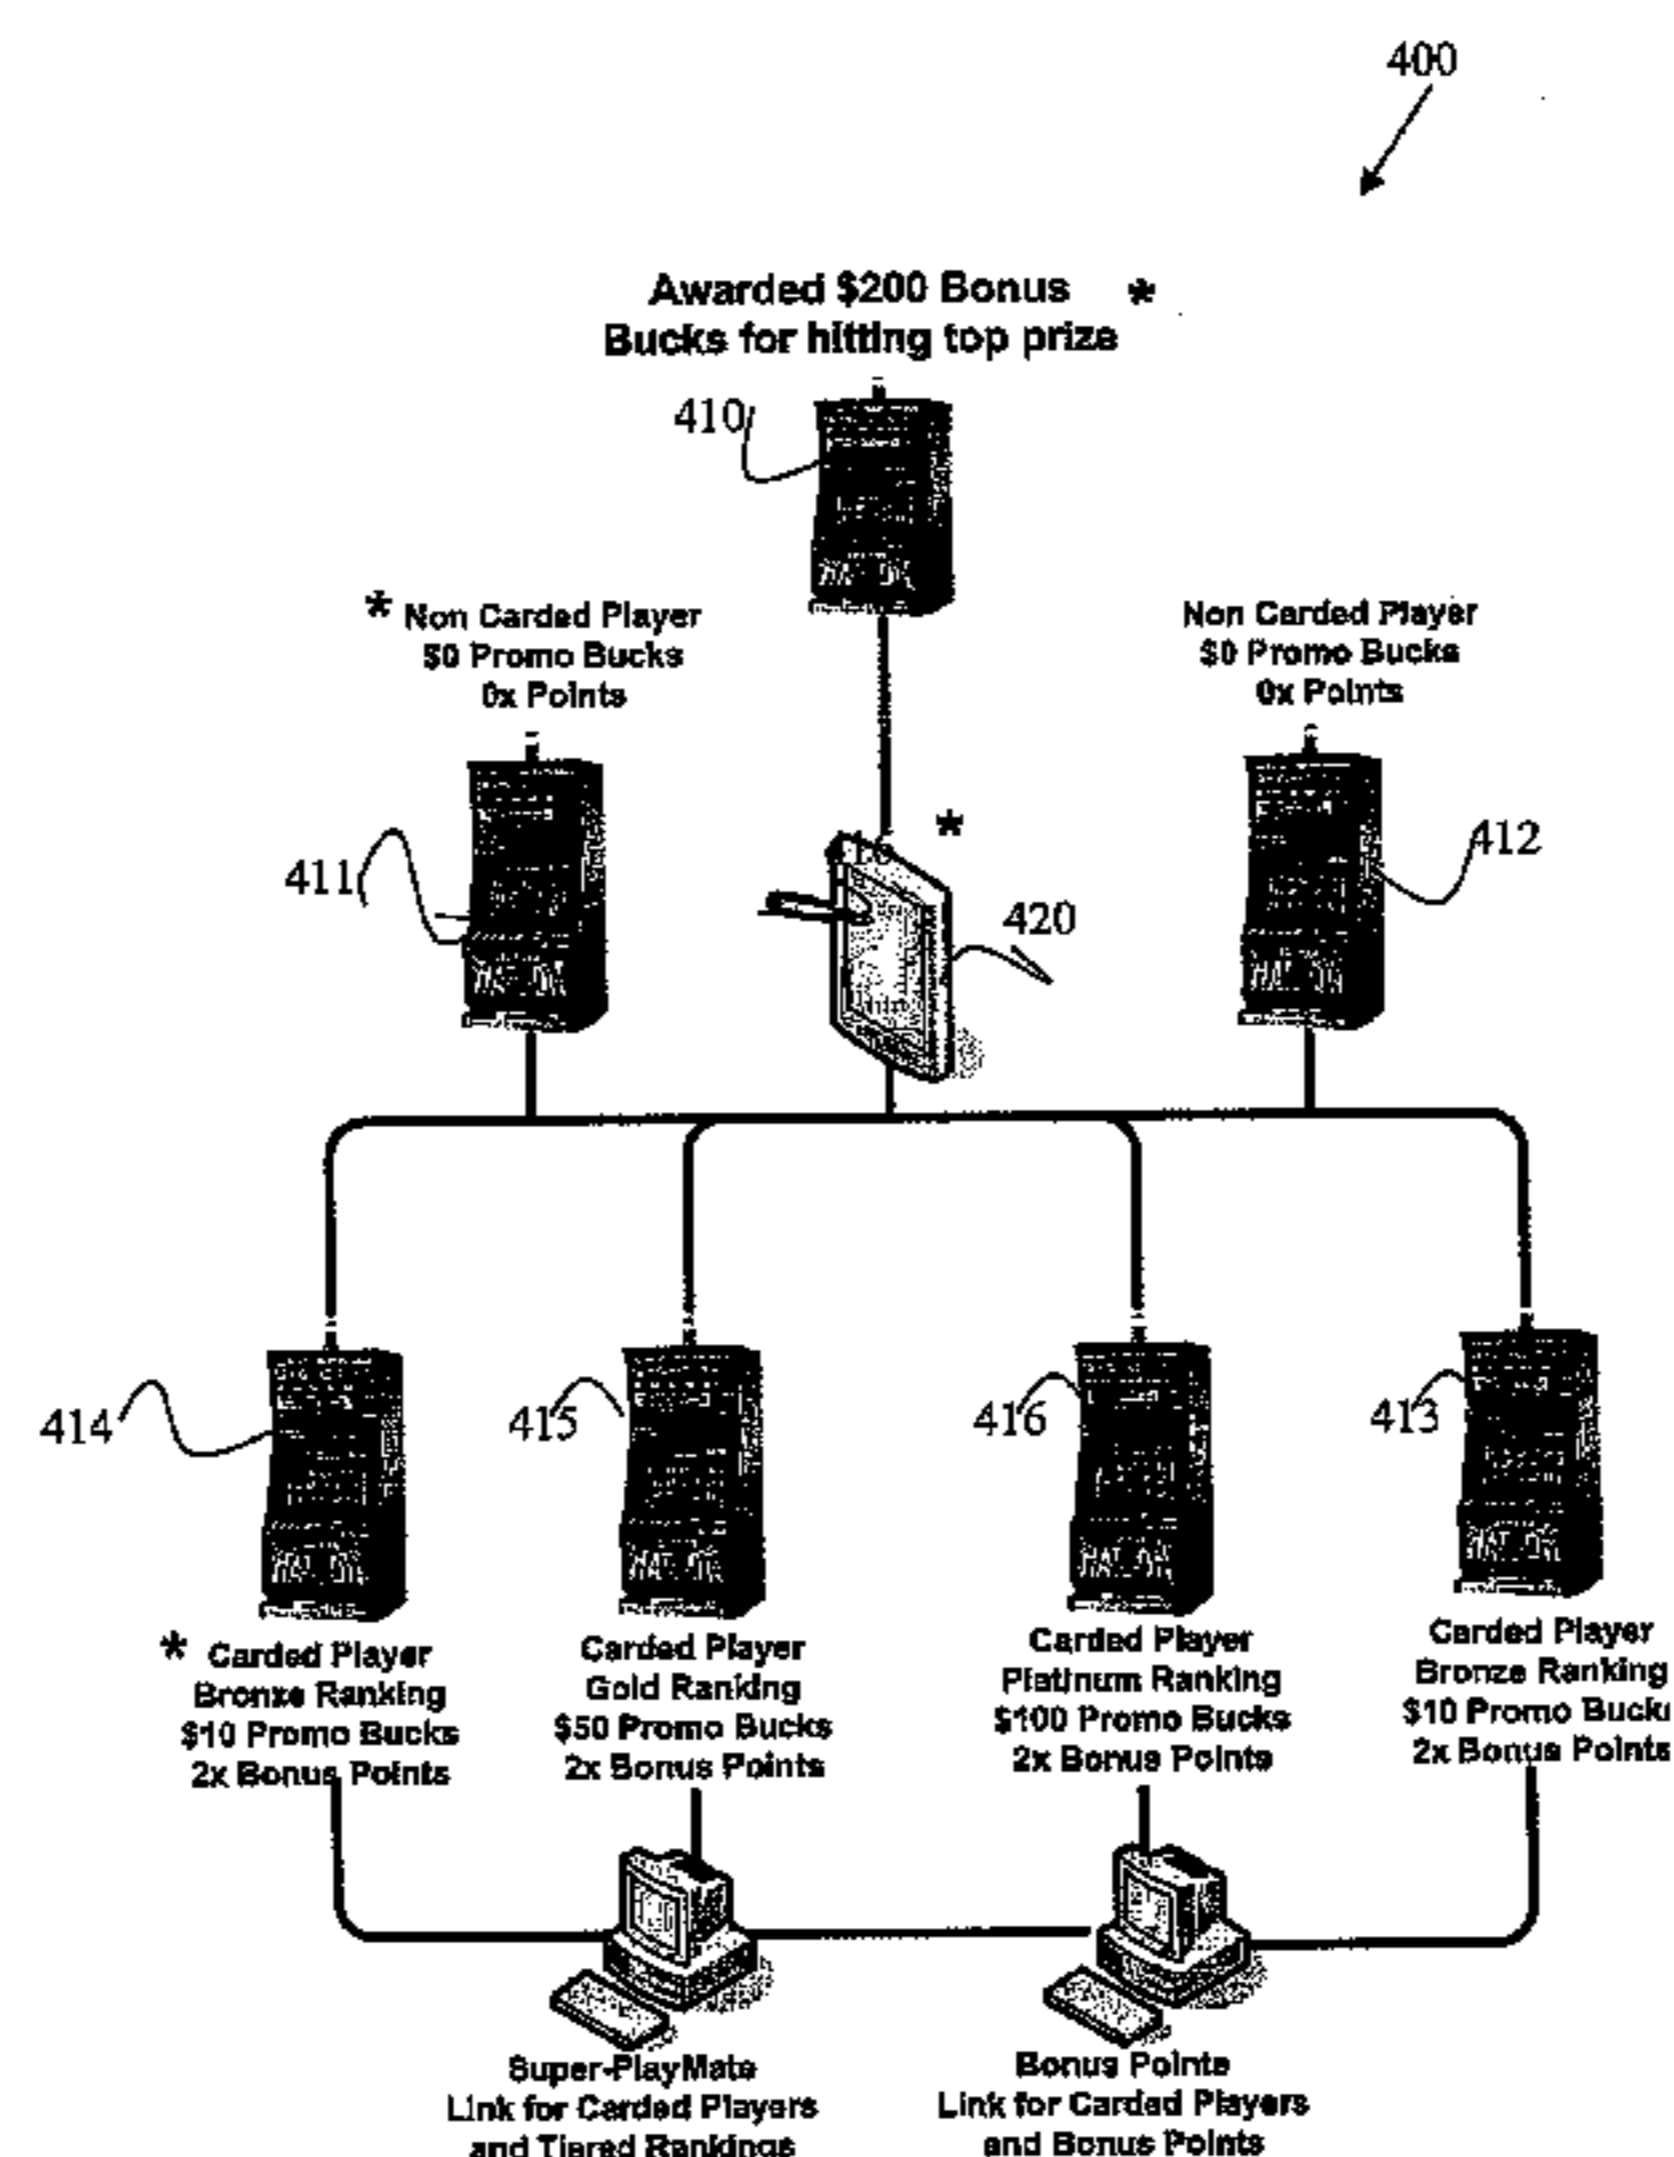 400
Awarded $200 Bonus *
Bucks for hitting top prize
410
* Non Carded Player
$0 Promo Bucks
0x Points
Non Carded Player
$0 Promo Bucks
0x Points
411
*
412
420
414
415
416
413
* Carded Player
Bronze Ranking
$10 Promo Bucks
2x Bonus Points
Carded Player
Gold Ranking
$50 Promo Bucks
2x Bonus Points
Carded Player
Platinum Ranking
$100 Promo Bucks
2x Bonus Points
Carded Player
Bronze Ranking
$10 Promo Buck
2x Bonus Points
Super-PlayMate
Link for Carded Players
and Tiered Rankings
Bonus Points
Link for Carded Players
and Bonus Points